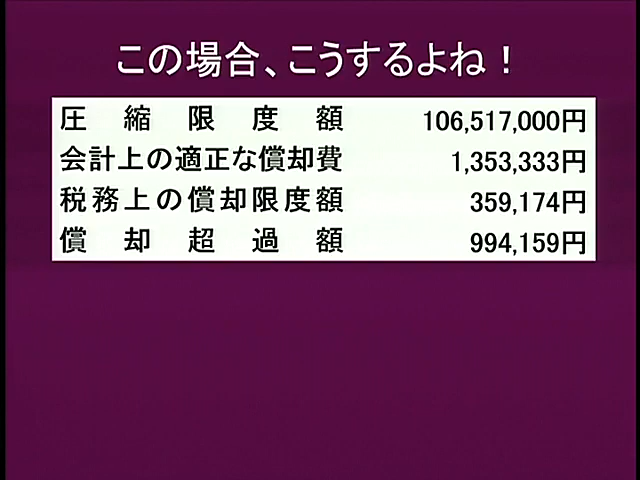 この場合、こうするよね！
圧縮限度額 106,517,000円
会計上の適正な償却費 1,353,333円
税務上の償却限度額 359,174円
償却超過額 994,159円